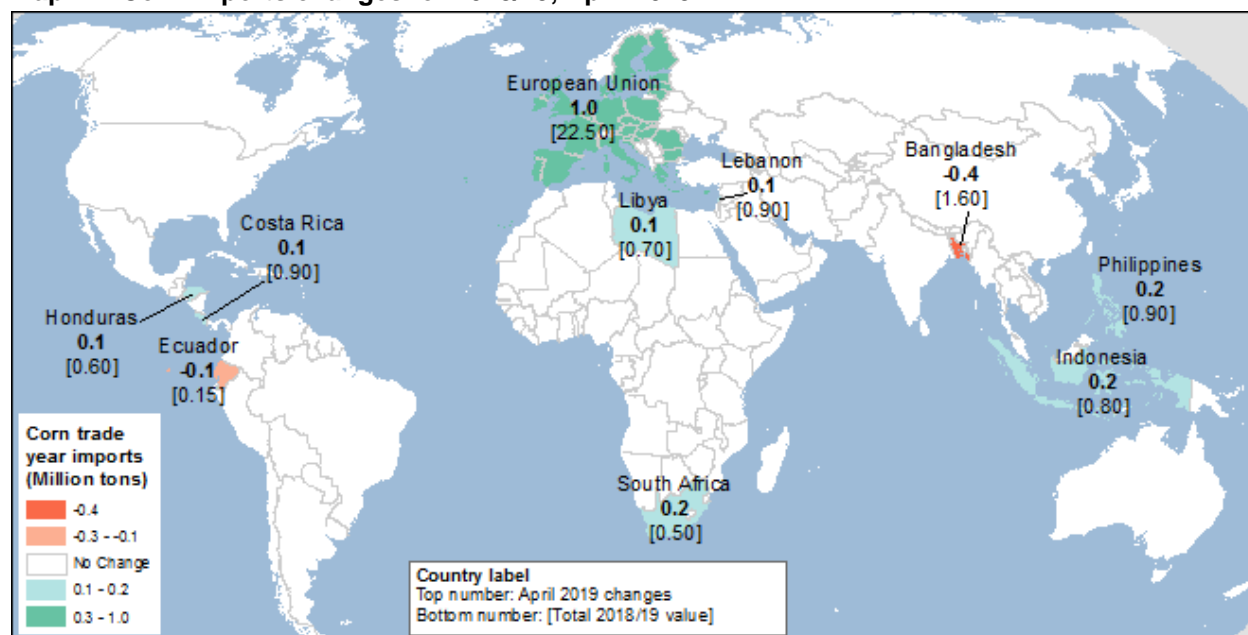 European Union
1.0
[22.50]
Bangladesh
-0.4
[1.60]
Lebanon
0.1
[0.90]
Libya
0.1
[0.70]
Costa Rica
0.1
[0.90]
Philippines
0.2
[0.90]
Honduras
0.1
[0.60]
Ecuador
-0.1
[0.15]
Indonesia
0.2
[0.80]
South Africa
0.2
[0.50]
Corn trade
year imports
(Million tons)
-0.4
-0.3 - -0.1
No Change
0.1 - 0.2
0.3 - 1.0
Country label
Top number: April 2019 changes
Bottom number: [Total 2018/19 value]